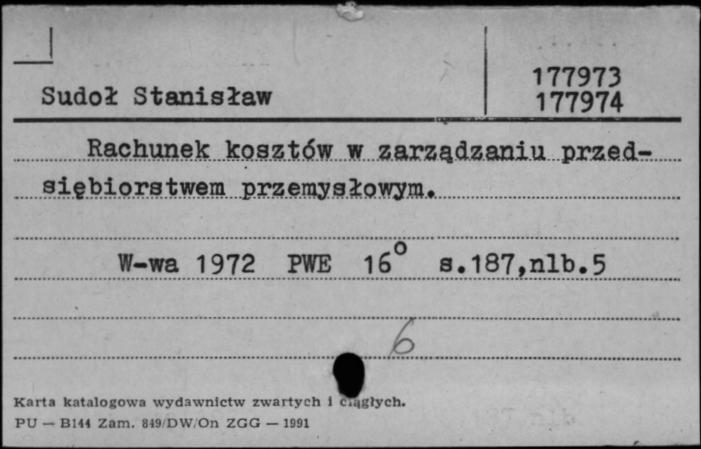 177973
Sudoł Stanisław 177974
Rachunek kosztów w zarządzaniu przed-
siębiorstwem przemysłowym.
W-wa 1972 PWE 16° s.187,nlb.5
6
Karta katalogowa wydawnictw zwartych i ciągłych.
PU — B144 Zam. 849/DW/On ZGG — 1991